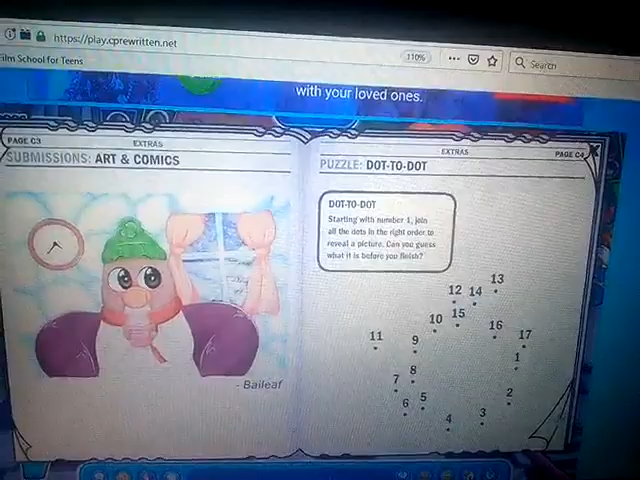 https://play.cprewritten.net
110%
Search
ilm School for Teens
with your loved ones.
PAGE C3
EXTRAS
SUBMISSIONS: ART & COMICS
- Baileaf
EXTRAS
PAGE C4
X
PUZZLE: DOT-TO-DOT
DOT-TO-DOT
Starting with number 1, join
all the dots in the right order to
reveal a picture. Can you guess
what it is before you finish?
13
12 14
10 15
16
11 9 17
1
8
7
2
6 5
3
4